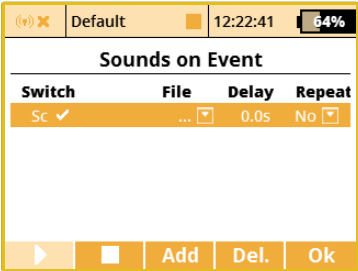 Default 12:22:41 64%
Sounds on Event
Switch File Delay Repeat
Sc ... 0.0s No
Add Del. Ok